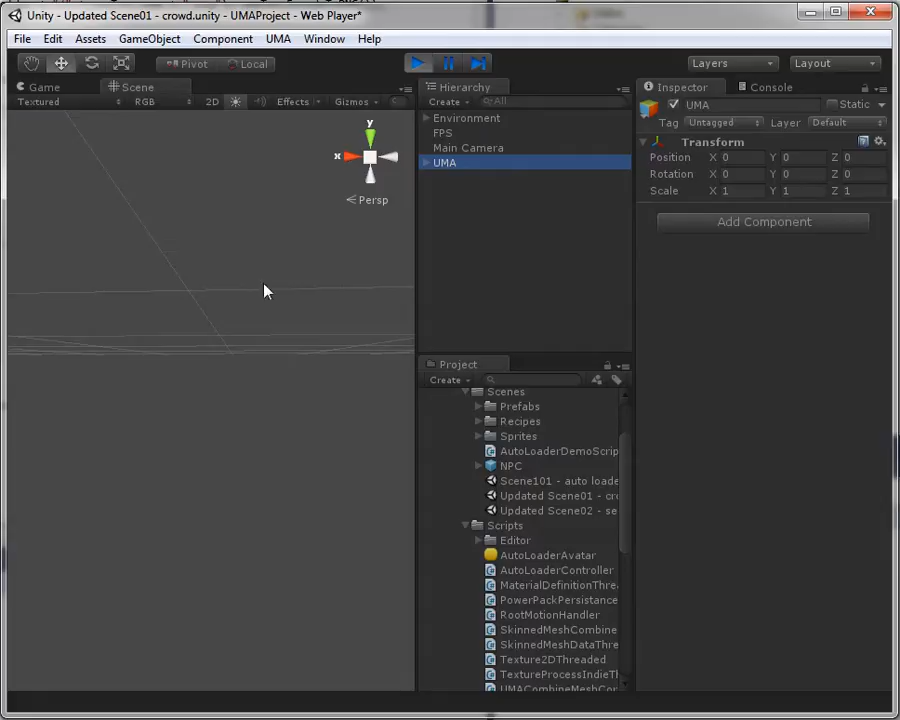 Unity - Updated Scene01 - crowd.unity - UMAProject - Web Player*
File Edit Assets GameObject Component UMA Window Help
Pivot Local Layers Layout
Game Scene
Textured RGB 2D Effects Gizmos
y
x
Persp
Hierarchy
Create All
Environment
FPS
Main Camera
UMA
Project
Create
Scenes
Prefabs
Recipes
Sprites
AutoLoaderDemoScrip
NPC
Scene101 - auto loade
Updated Scene01 - cro
Updated Scene02 - se
Scripts
Editor
AutoLoaderAvatar
AutoLoaderController
MaterialDefinitionThrea
PowerPackPersistance
RootMotionHandler
SkinnedMeshCombine
SkinnedMeshDataThre
Texture2DThreaded
TextureProcessIndieTh
UMACombineMeshCor
Inspector Console
UMA Static
Tag Untagged Layer Default
Transform
Position X 0 Y 0 Z 0
Rotation X 0 Y 0 Z 0
Scale X 1 Y 1 Z 1
Add Component